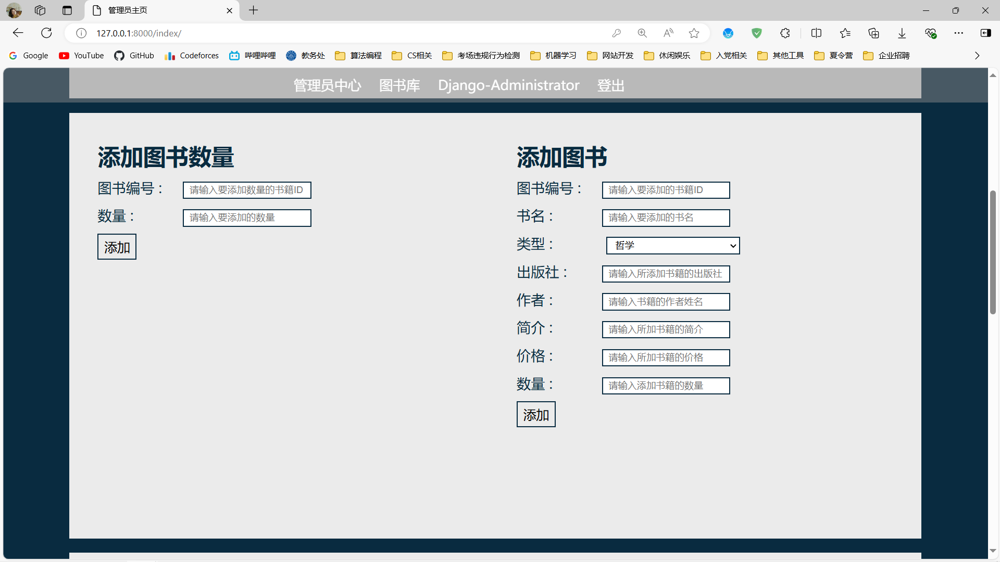 管理员主页
127.0.0.1:8000/index/
Google YouTube GitHub Codeforces 哔哩哔哩 教务处 算法编程 CS相关 考场违规行为检测 机器学习 网站开发 休闲娱乐 入党相关 其他工具 夏令营 企业招聘
管理员中心 图书库 Django-Administrator 登出
添加图书数量
图书编号： 请输入要添加数量的书籍ID
数量： 请输入要添加的数量
添加
添加图书
图书编号： 请输入要添加的书籍ID
书名： 请输入要添加的书名
类型： 哲学
出版社： 请输入所添加书籍的出版社
作者： 请输入书籍的作者姓名
简介： 请输入所加书籍的简介
价格： 请输入所加书籍的价格
数量： 请输入添加书籍的数量
添加